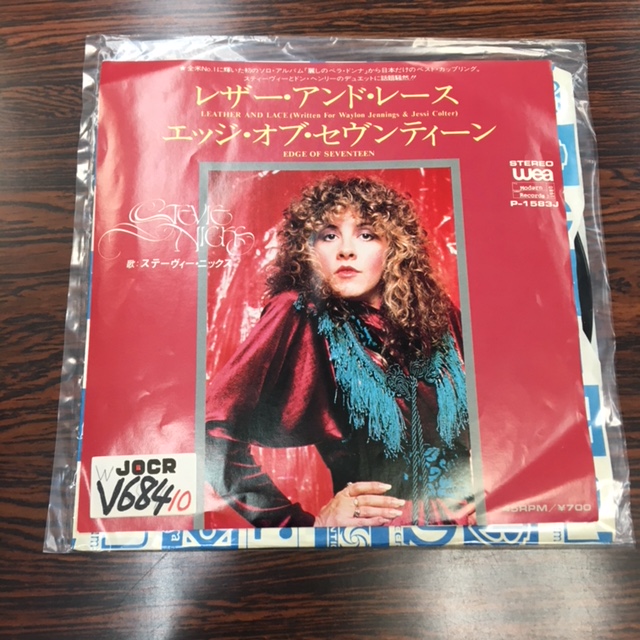 ★全米No.1に輝いた初のソロ・アルバム「麗しのベラ・ドンナ」から日本だけのベスト・カップリング。
スティーヴィーとドン・ヘンリーのデュエットに話題騒然!!
レザー・アンド・レース
LEATHER AND LACE (Written For Waylon Jennings & Jessi Colter)
エッジ・オブ・セヴンティーン
EDGE OF SEVENTEEN
STEREO
wea
modern
Records
P-1583J
STEVIE
NICKS
歌:ステーヴィー・ニックス
W JOCR
V684 10
45RPM/¥700